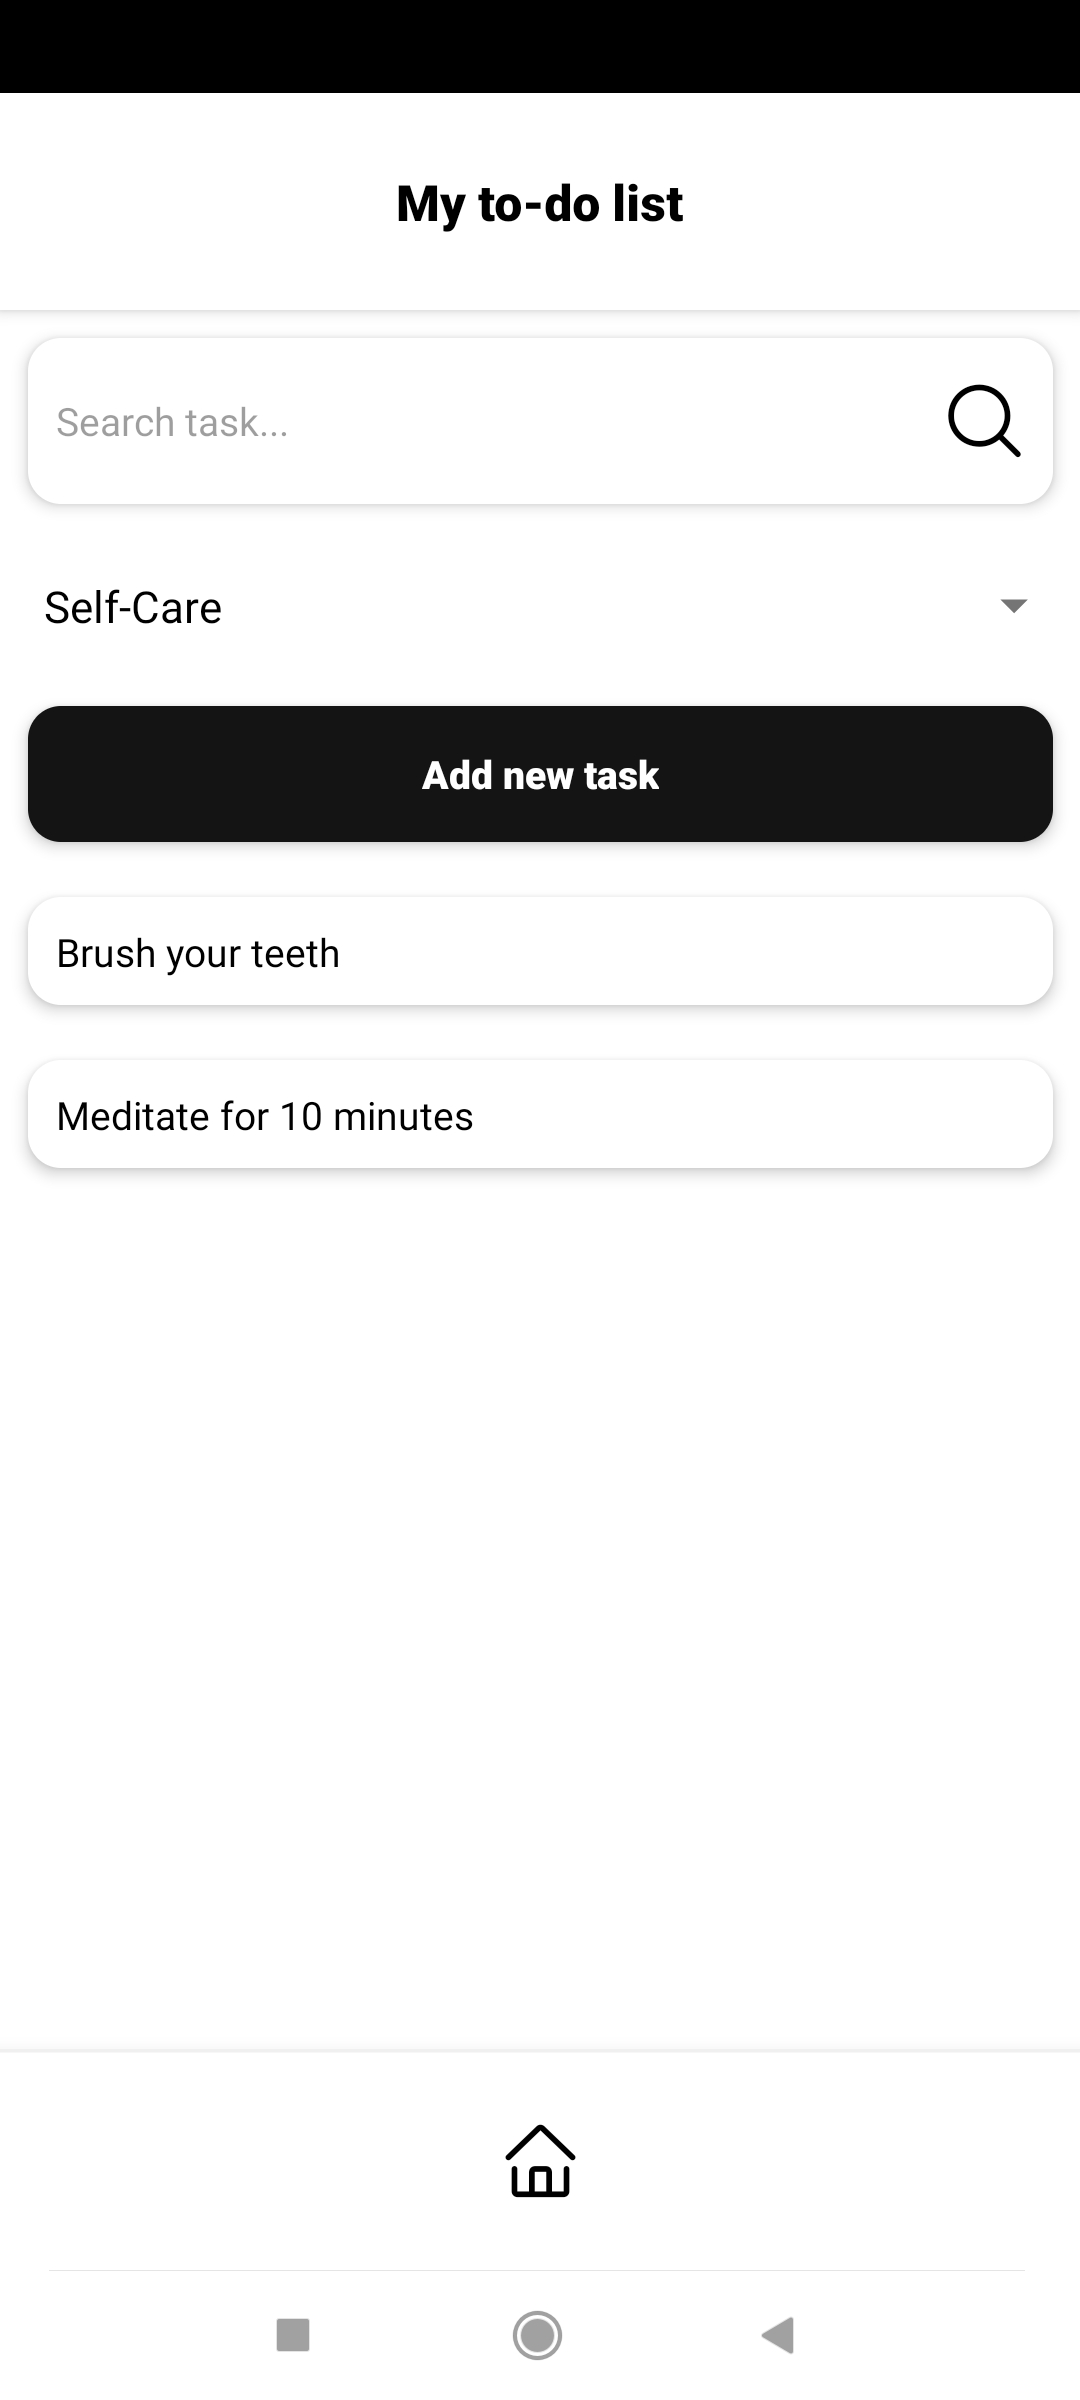 My to-do list
Search task...
Self-Care
Add new task
Brush your teeth
Meditate for 10 minutes